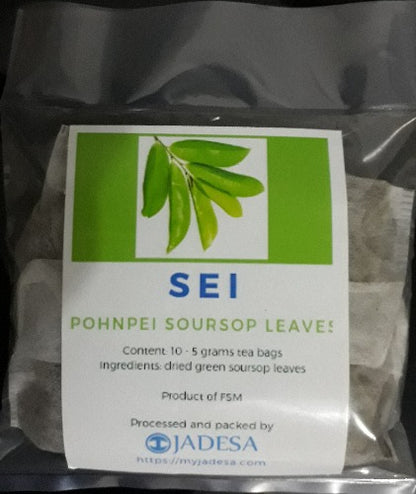 SEI
POHNPEI SOURSOP LEAVES
Content: 10 - 5 grams tea bags
Ingredients: dried green soursop leaves
Product of FSM
Processed and packed by
JADESA
https://myjadesa.com